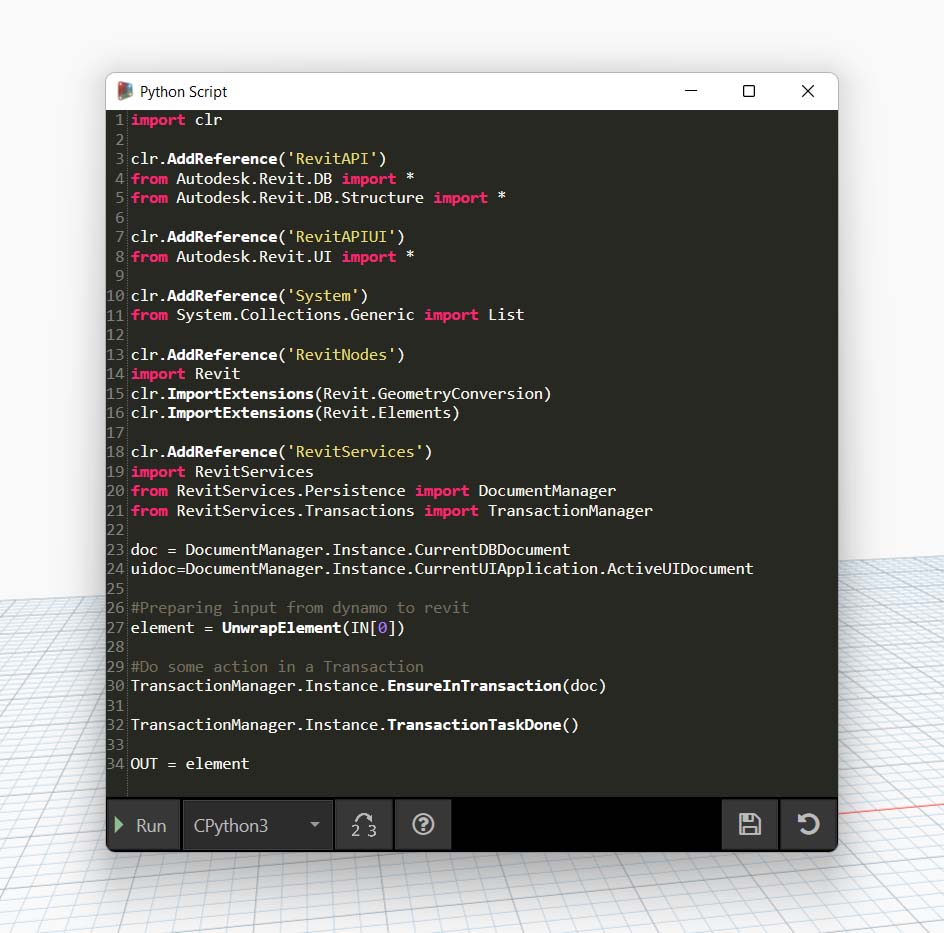 Python Script
1 import clr
2
3 clr.AddReference('RevitAPI')
4 from Autodesk.Revit.DB import *
5 from Autodesk.Revit.DB.Structure import *
6
7 clr.AddReference('RevitAPIUI')
8 from Autodesk.Revit.UI import *
9
10 clr.AddReference('System')
11 from System.Collections.Generic import List
12
13 clr.AddReference('RevitNodes')
14 import Revit
15 clr.ImportExtensions(Revit.GeometryConversion)
16 clr.ImportExtensions(Revit.Elements)
17
18 clr.AddReference('RevitServices')
19 import RevitServices
20 from RevitServices.Persistence import DocumentManager
21 from RevitServices.Transactions import TransactionManager
22
23 doc = DocumentManager.Instance.CurrentDBDocument
24 uidoc=DocumentManager.Instance.CurrentUIApplication.ActiveUIDocument
25
26 #Preparing input from dynamo to revit
27 element = UnwrapElement(IN[0])
28
29 #Do some action in a Transaction
30 TransactionManager.Instance.EnsureInTransaction(doc)
31
32 TransactionManager.Instance.TransactionTaskDone()
33
34 OUT = element
Run CPython3 2 3 ?